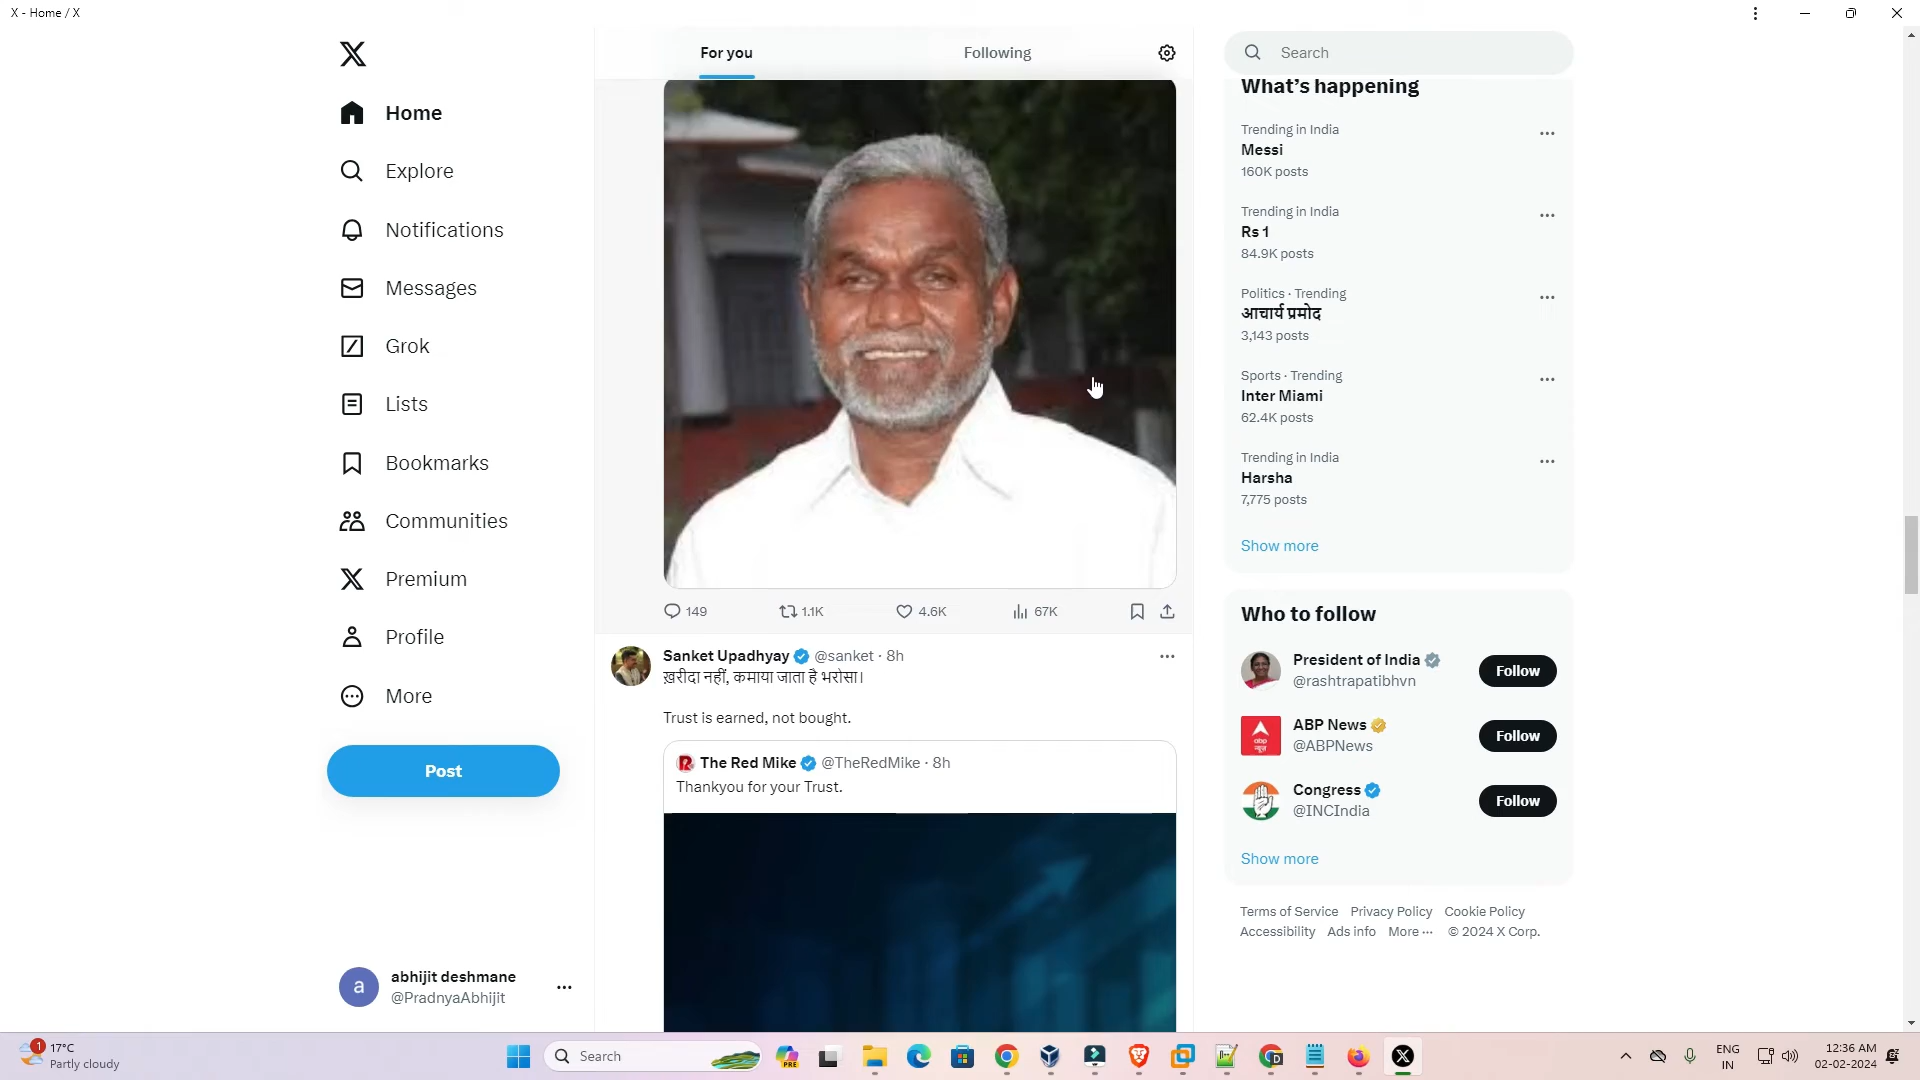 X - Home / X
Home
Explore
Notifications
Messages
Grok
Lists
Bookmarks
Communities
Premium
Profile
More
Post
abhijit deshmane
@PradnyaAbhijit
For you
Following
149
1.1K
4.6K
67K
Sanket Upadhyay @sanket · 8h
ख़रीदा नहीं, कमाया जाता है भरोसा।
Trust is earned, not bought.
The Red Mike @TheRedMike · 8h
Thankyou for your Trust.
Search
What’s happening
Trending in India
Messi
160K posts
Trending in India
Rs 1
84.9K posts
Politics · Trending
आचार्य प्रमोद
3,143 posts
Sports · Trending
Inter Miami
62.4K posts
Trending in India
Harsha
7,775 posts
Show more
Who to follow
President of India
@rashtrapatibhvn
Follow
ABP News
@ABPNews
Follow
Congress
@INCIndia
Follow
Show more
Terms of Service Privacy Policy Cookie Policy
Accessibility Ads info More ··· © 2024 X Corp.
1
17°C
Partly cloudy
Search
PRE
ENG
IN
12:36 AM
02-02-2024